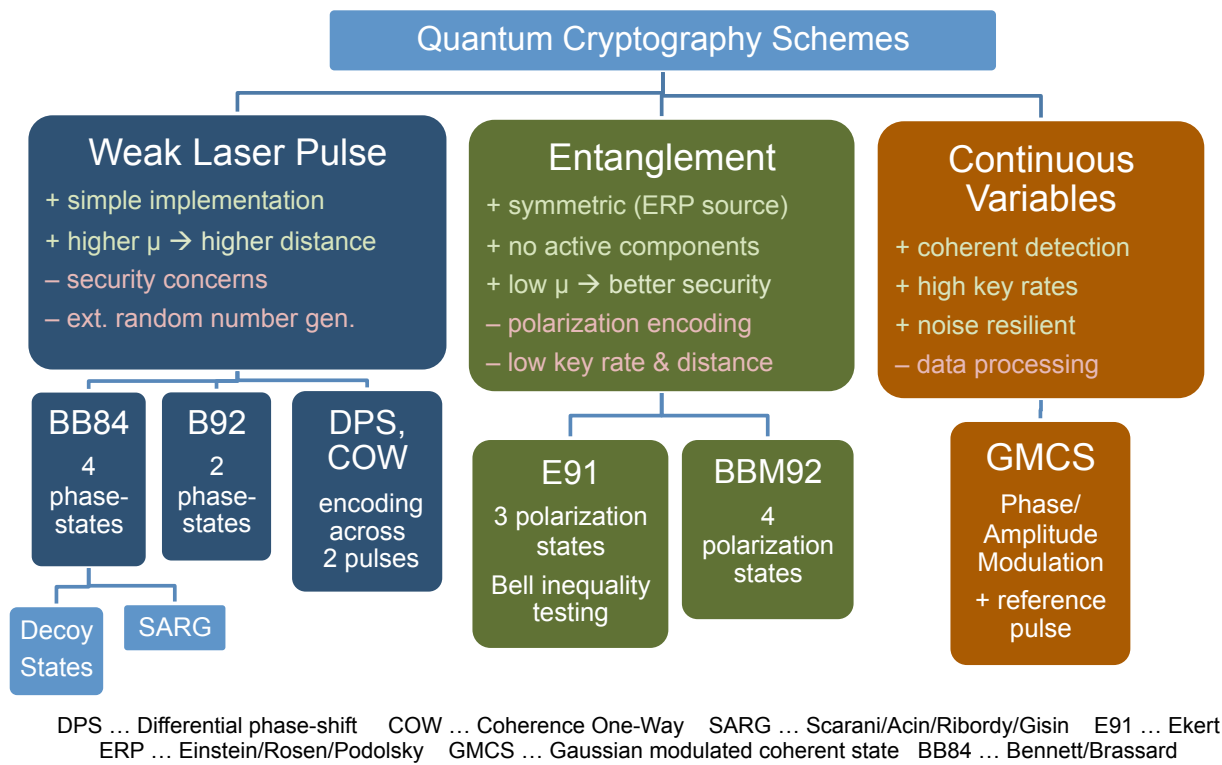 Quantum Cryptography Schemes
Weak Laser Pulse
+ simple implementation
+ higher μ → higher distance
– security concerns
– ext. random number gen.
Entanglement
+ symmetric (ERP source)
+ no active components
+ low μ → better security
– polarization encoding
– low key rate & distance
Continuous
Variables
+ coherent detection
+ high key rates
+ noise resilient
– data processing
BB84
4
phase-
states
B92
2
phase-
states
DPS,
COW
encoding
across
2 pulses
Decoy
States
SARG
E91
3 polarization
states
Bell inequality
testing
BBM92
4
polarization
states
GMCS
Phase/
Amplitude
Modulation
+ reference
pulse
DPS … Differential phase-shift COW … Coherence One-Way SARG … Scarani/Acin/Ribordy/Gisin E91 … Ekert
ERP … Einstein/Rosen/Podolsky GMCS … Gaussian modulated coherent state BB84 … Bennett/Brassard